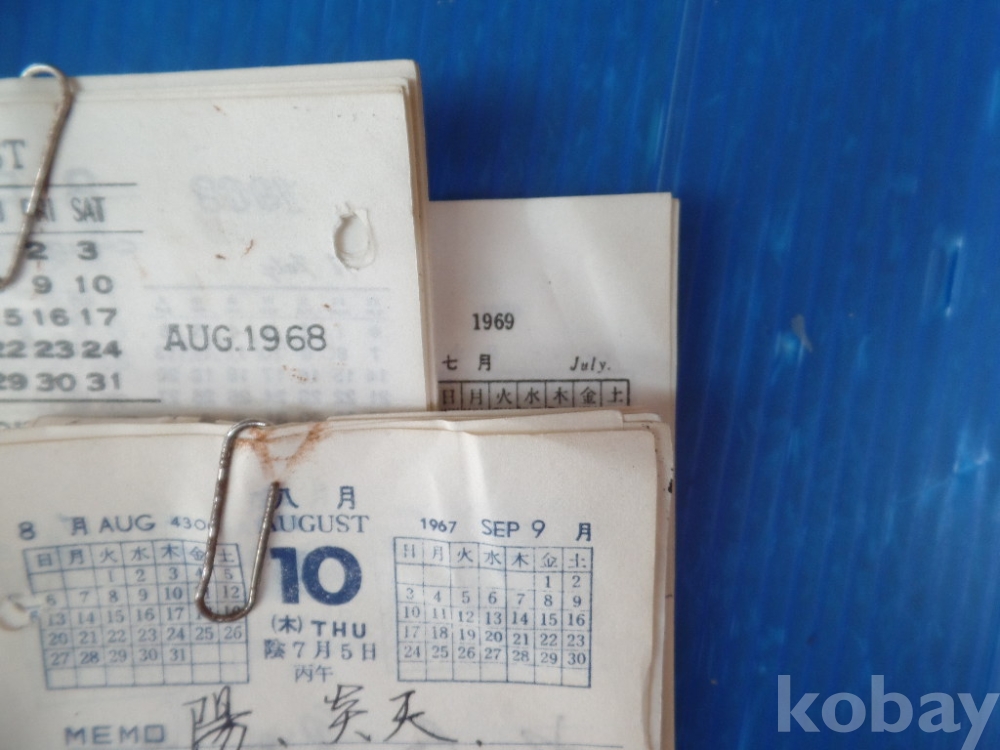 ST
SAT
2 3
9 10
15 16 17
22 23 24
29 30 31
AUG.1968
1969
七 月 July.
日 月 火 水 木 金 土
八 月
8 月 AUG
AUGUST
1967 SEP 9 月
日 月 火 水 木 金 土
1 2 3 4 5
6 7 8 9 10 11 12
13 14 15 16 17 18 19
20 21 22 23 24 25 26
27 28 29 30 31
10
(木) THU
陰7月5日
丙午
日 月 火 水 木 金 土
1 2
3 4 5 6 7 8 9
10 11 12 13 14 15 16
17 18 19 20 21 22 23
24 25 26 27 28 29 30
MEMO 陽、炎天.
kobay